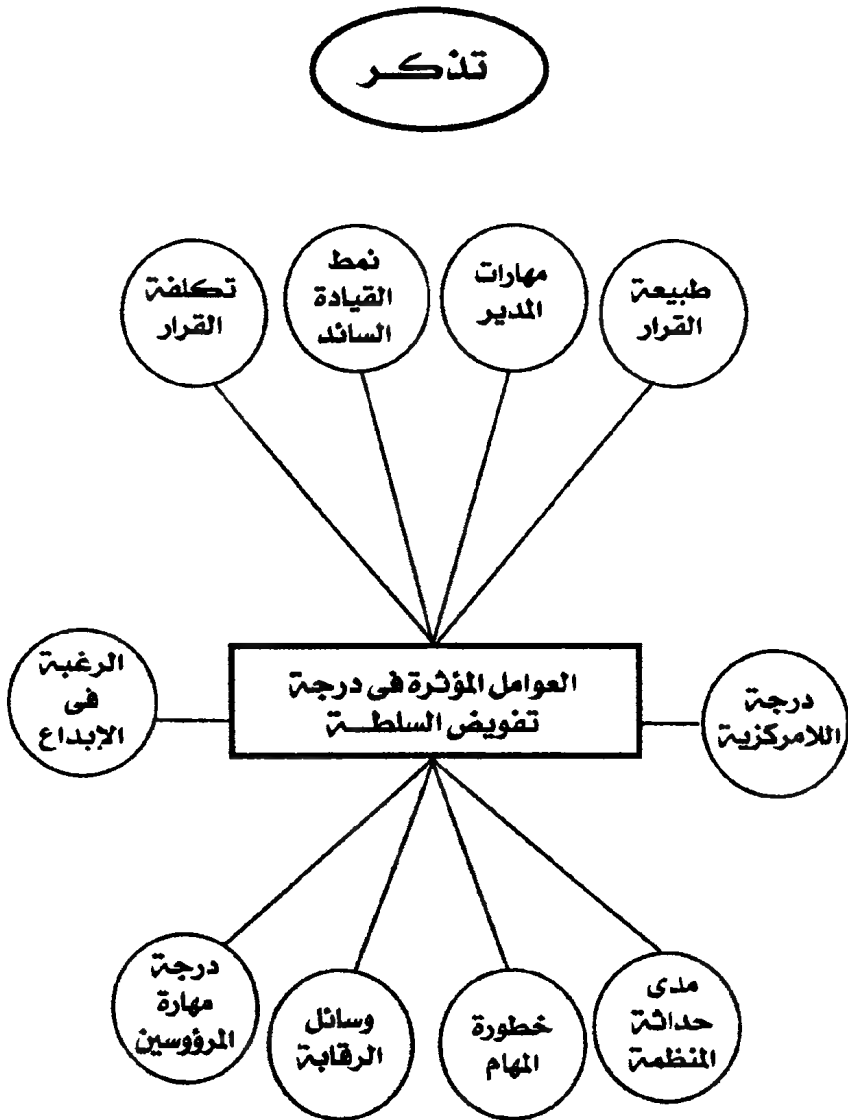 تذكر
طبيعة
القرار
مهارات
المدير
نمط
القيادة
السائد
تكلفة
القرار
العوامل المؤثرة فى درجة
تفويض السلطة
درجة
اللامركزية
الرغبة
فى
الإبداع
مدى
حداثة
المنظمة
خطورة
المهام
وسائل
الرقابة
درجة
مهارة
المرؤوسين